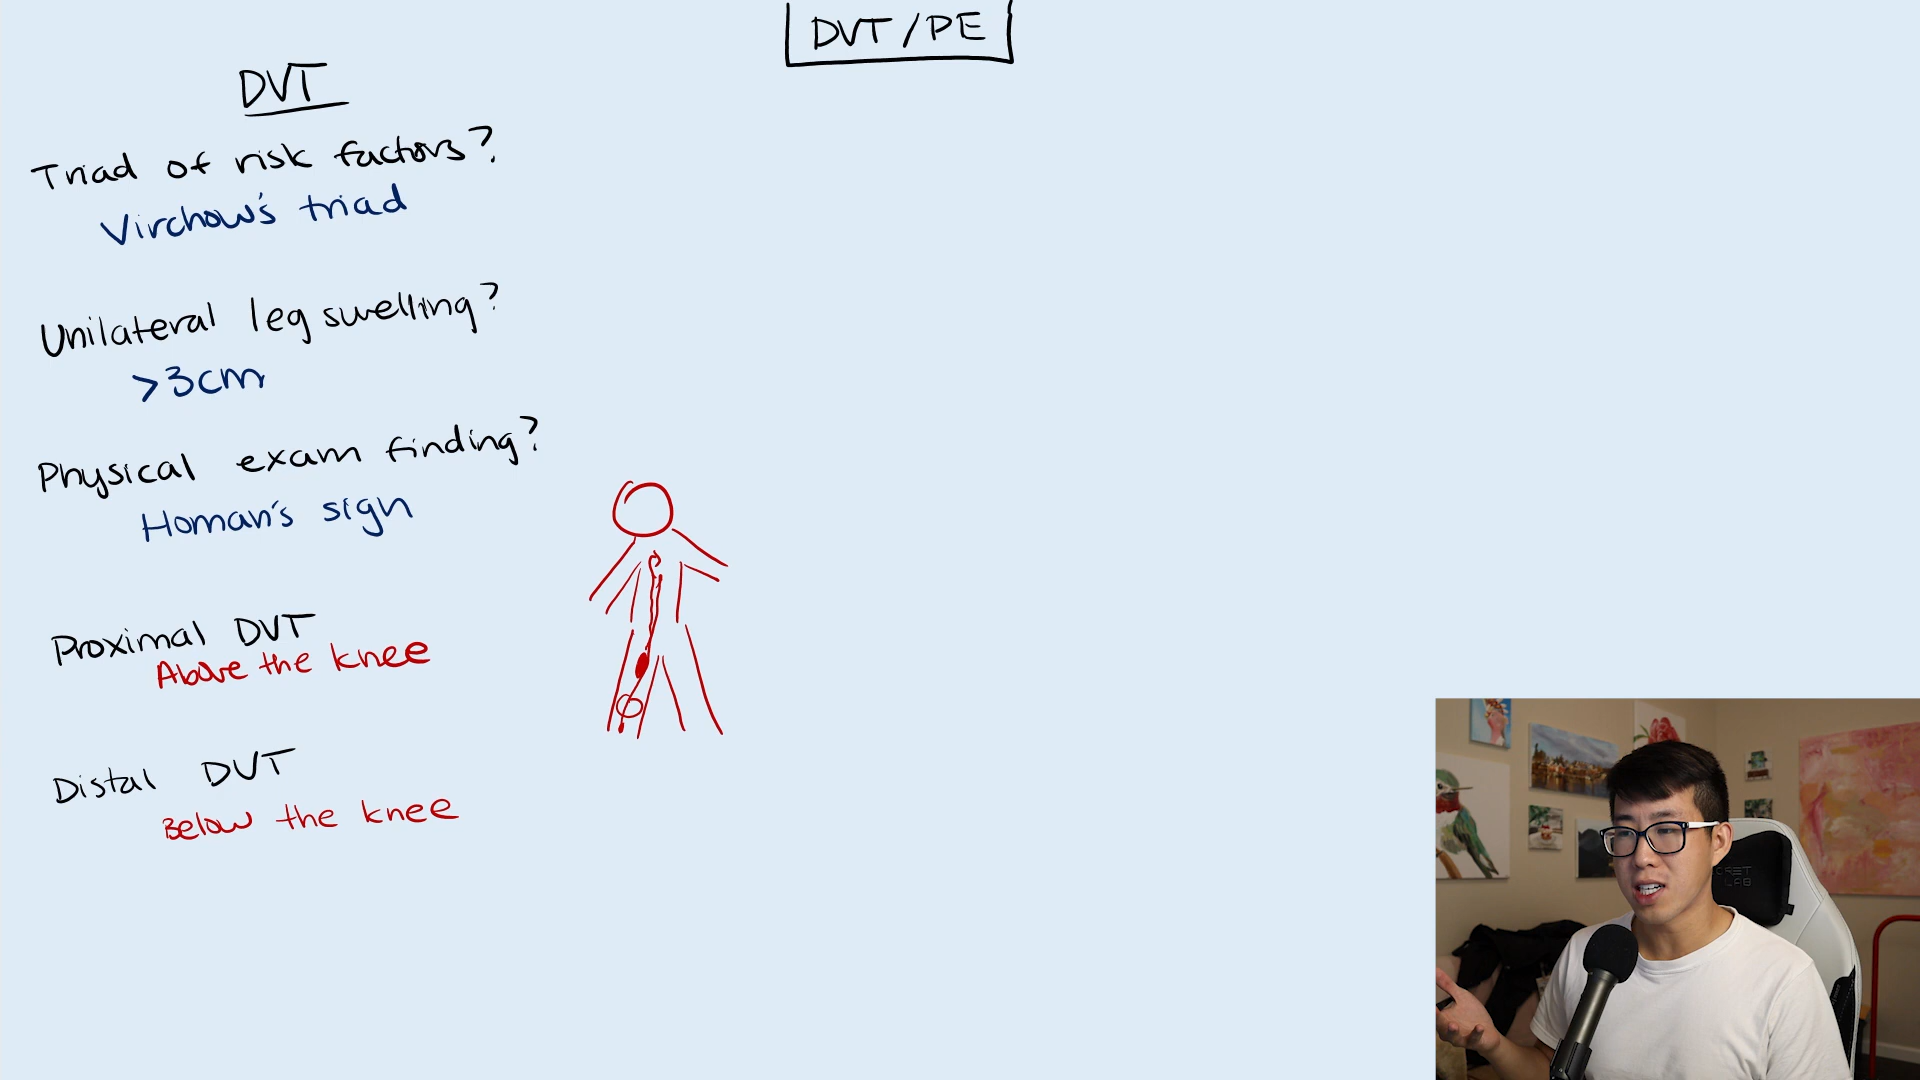 DVT/PE
DVT
Triad of risk factors?
Virchow's triad
Unilateral leg swelling?
>3cm
Physical exam finding?
Homan's sign
Proximal DVT
Above the knee
Distal DVT
Below the knee